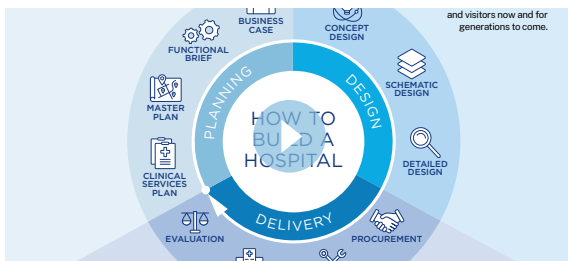 and visitors now and for
generations to come.
BUSINESS
CASE
CONCEPT
DESIGN
FUNCTIONAL
BRIEF
SCHEMATIC
DESIGN
MASTER
PLAN
DETAILED
DESIGN
CLINICAL
SERVICES
PLAN
EVALUATION
PROCUREMENT
PLANNING
DESIGN
DELIVERY
HOW TO
BUILD A
HOSPITAL